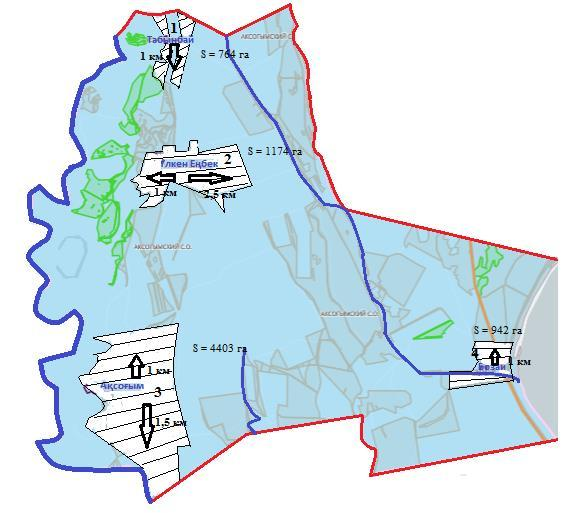 1
АКСОГЫМСКИЙ С.О.
Табынбай
1 км
S = 764 га
2
S = 1174 га
Үлкен Еңбек
1 км
2,5 км
АКСОГЫМСКИЙ С.О.
АКСОГЫМСКИЙ С.О.
S = 942 га
S = 4403 га
4
1 км
Бозай
1 км
Ақсоғым
3
1,5 км